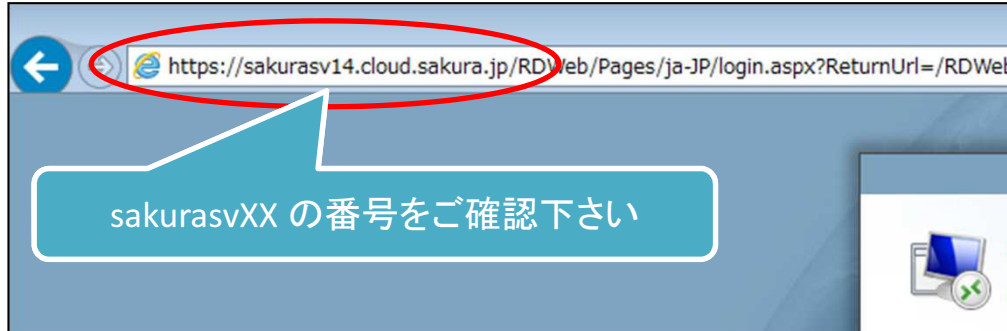 https://sakurasv14.cloud.sakura.jp/RDWeb/Pages/ja-JP/login.aspx?ReturnUrl=/RDWeb
sakurasvXX の番号をご確認下さい